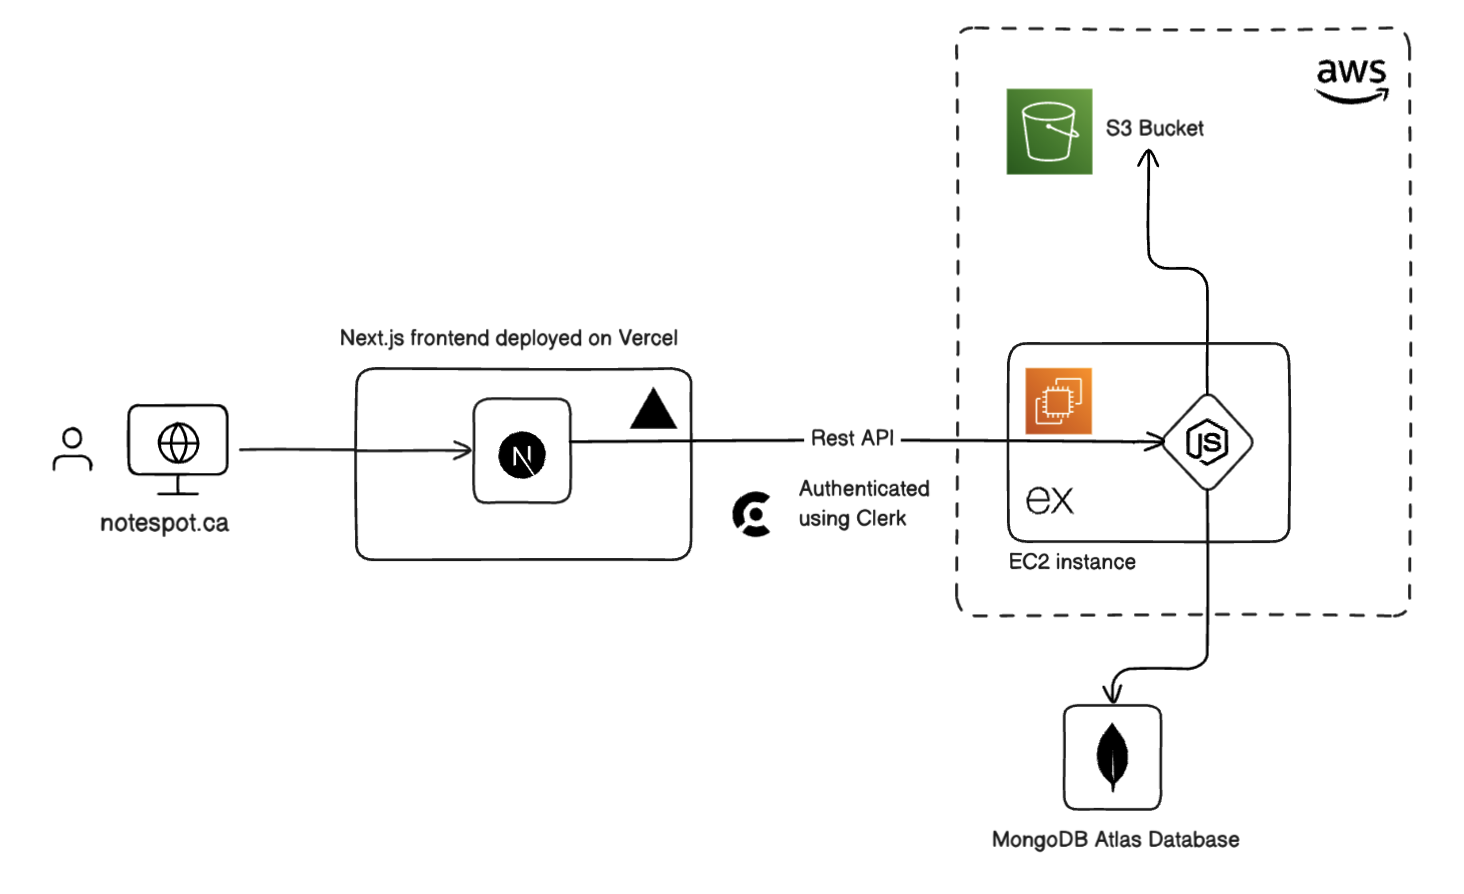 aws
S3 Bucket
Next.js frontend deployed on Vercel
N
Rest API
JS
notespot.ca
Authenticated
using Clerk
ex
EC2 instance
MongoDB Atlas Database